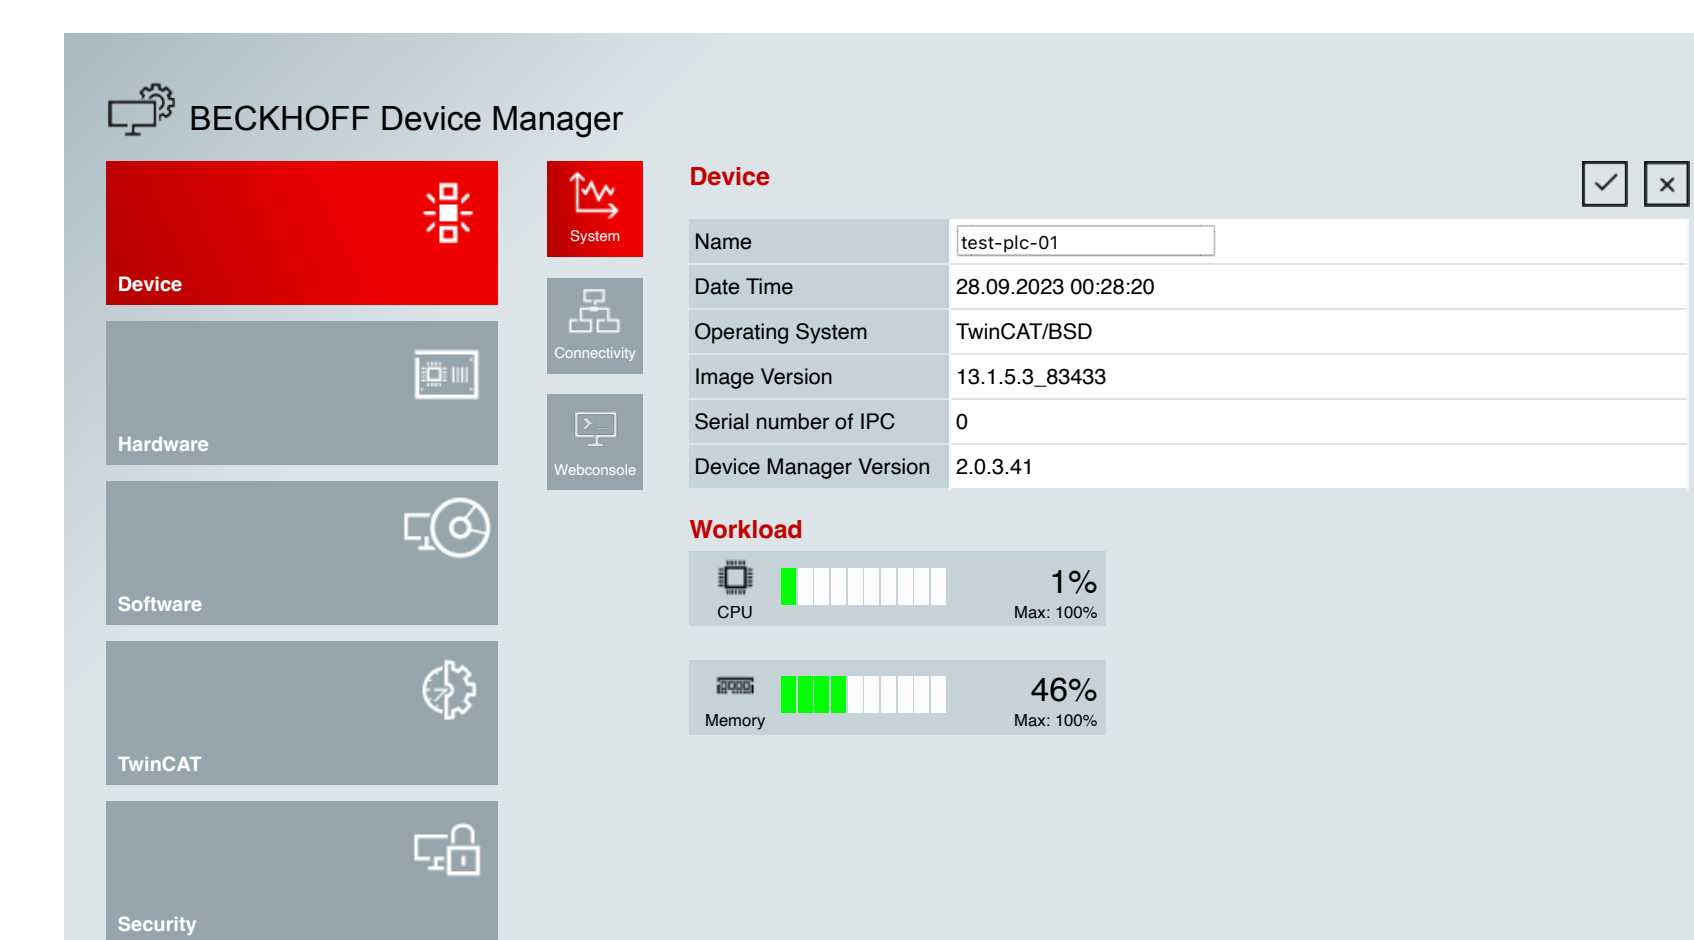 BECKHOFF Device Manager
Device
Hardware
Software
TwinCAT
Security
System
Connectivity
Webconsole
Device
Name test-plc-01
Date Time 28.09.2023 00:28:20
Operating System TwinCAT/BSD
Image Version 13.1.5.3_83433
Serial number of IPC 0
Device Manager Version 2.0.3.41
Workload
CPU 1%
Max: 100%
Memory 46%
Max: 100%